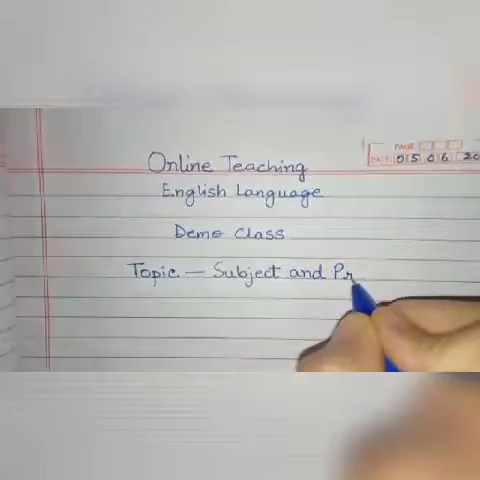 PAGE
DATE: 05 06 20
Online Teaching
English Language
Demo Class
Topic — Subject and Pr